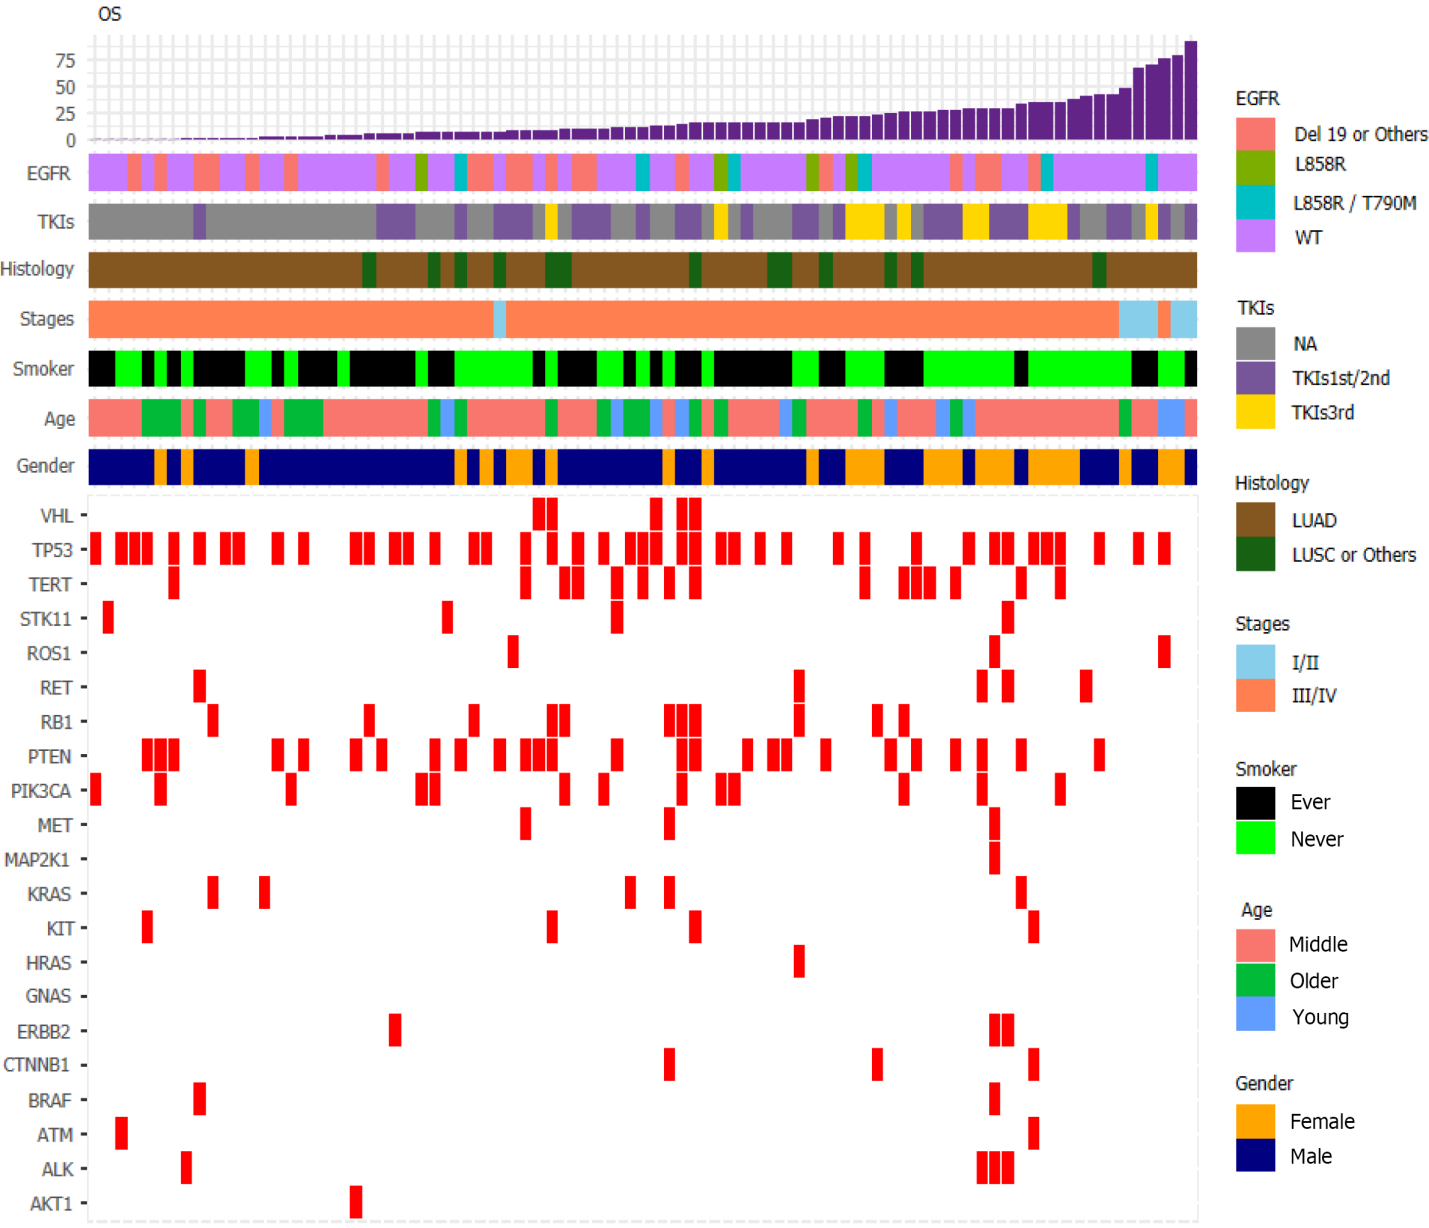 OS
75
50
25
0
EGFR
TKIs
Histology
Stages
Smoker
Age
Gender
VHL
TP53
TERT
STK11
ROS1
RET
RB1
PTEN
PIK3CA
MET
MAP2K1
KRAS
KIT
HRAS
GNAS
ERBB2
CTNNB1
BRAF
ATM
ALK
AKT1
EGFR
Del 19 or Others
L858R
L858R / T790M
WT
TKIs
NA
TKIs1st/2nd
TKIs3rd
Histology
LUAD
LUSC or Others
Stages
I/II
III/IV
Smoker
Ever
Never
Age
Middle
Older
Young
Gender
Female
Male